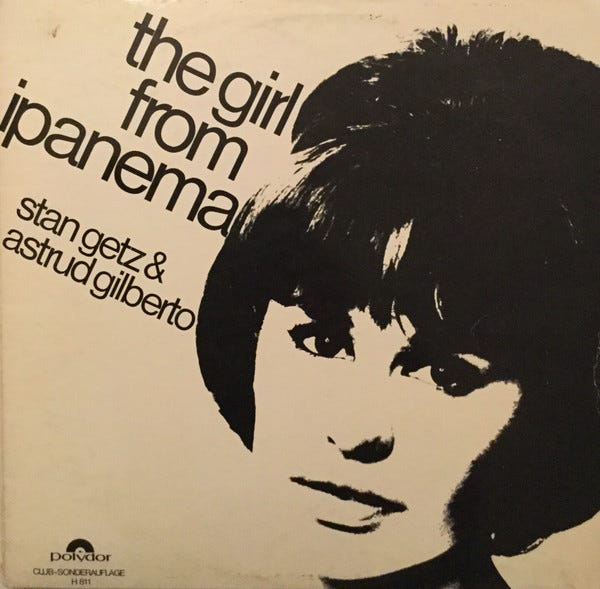 the girl
from
ipanema
stan getz &
astrud gilberto
polydor
CLUB-SONDERAUFLAGE
H 811